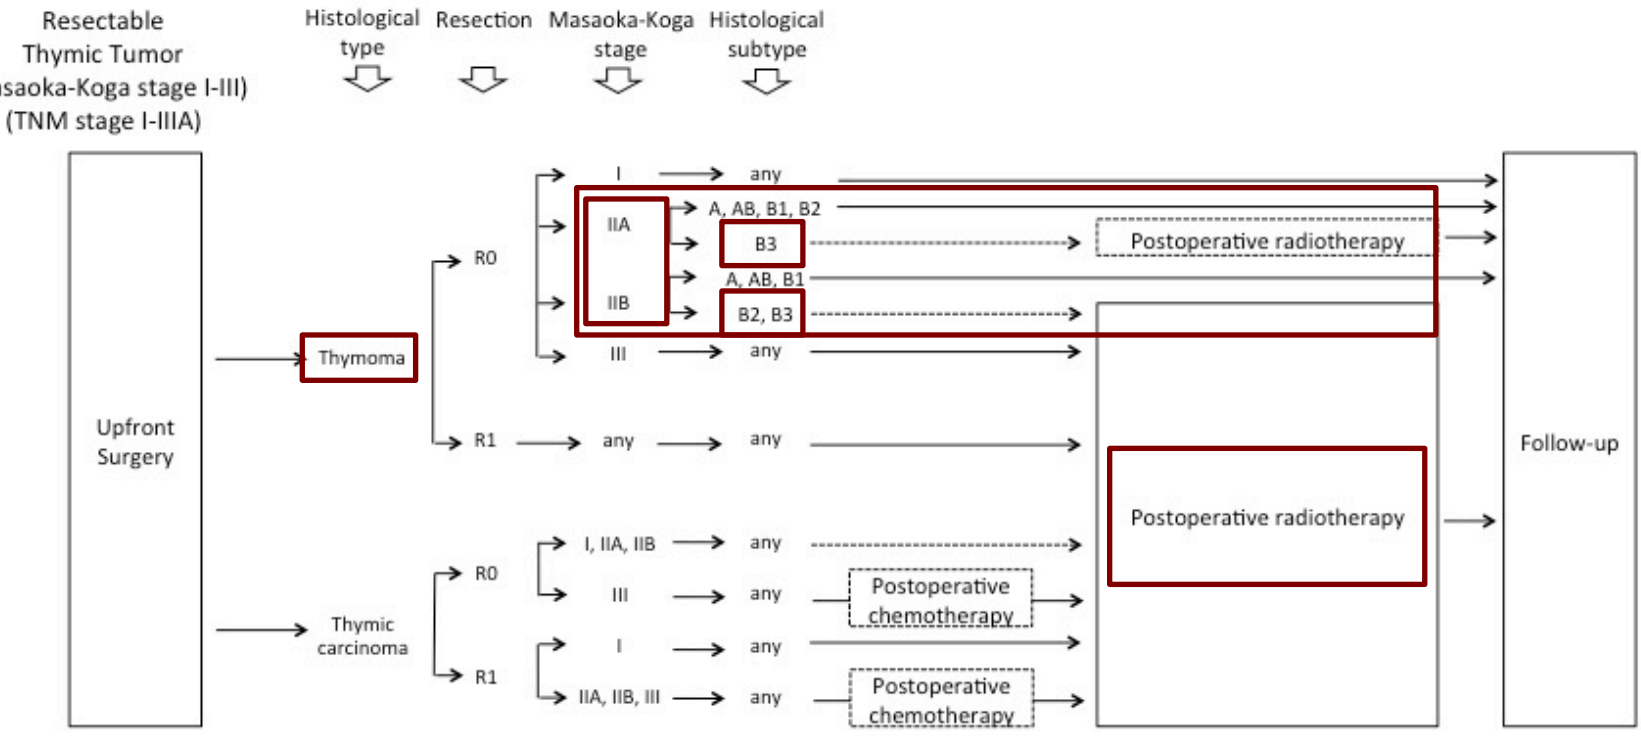 Resectable
Thymic Tumor
saoka-Koga stage I-III)
(TNM stage I-IIIA)
Histological
type
Resection
Masaoka-Koga
stage
Histological
subtype
Upfront
Surgery
Thymoma
R0
I
any
IIA
A, AB, B1, B2
B3
Postoperative radiotherapy
IIB
A, AB, B1
B2, B3
III
any
R1
any
any
Postoperative radiotherapy
Follow-up
Thymic
carcinoma
R0
I, IIA, IIB
any
III
any
Postoperative
chemotherapy
R1
I
any
IIA, IIB, III
any
Postoperative
chemotherapy